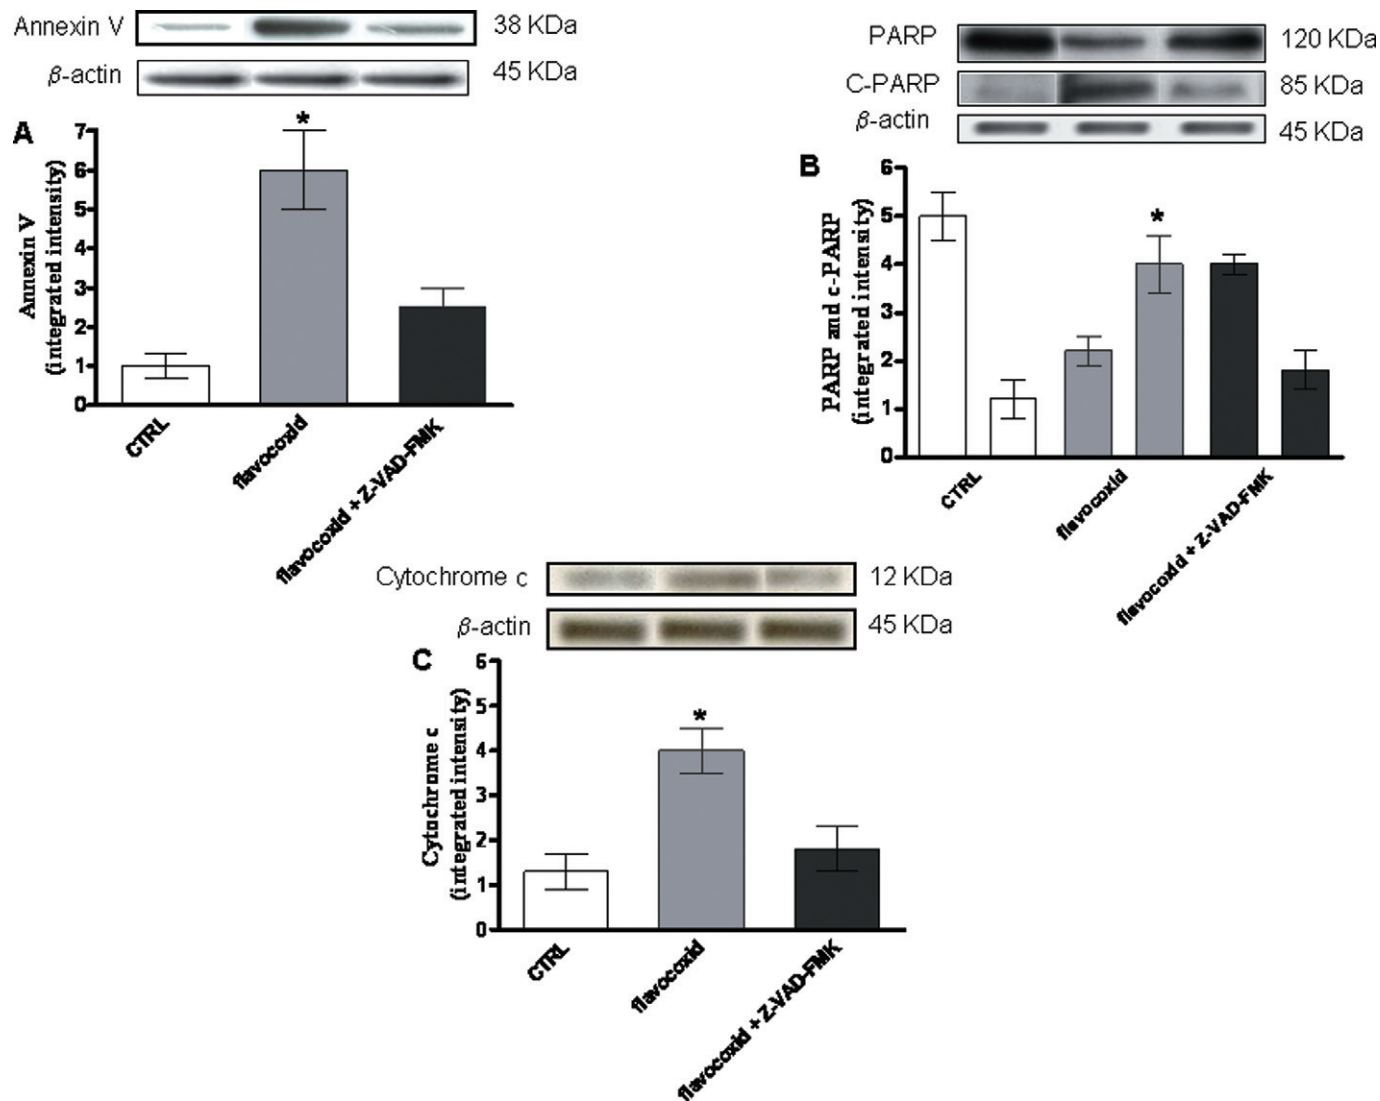 Annexin V 38 KDa
β-actin 45 KDa
A
Annexin V
(integrated intensity)
7
6
5
4
3
2
1
0
CTRL
flavocoxid
flavocoxid + Z-VAD-FMK
PARP 120 KDa
C-PARP 85 KDa
β-actin 45 KDa
B
PARP and c-PARP
(integrated intensity)
6
5
4
3
2
1
0
*
*
CTRL
flavocoxid
flavocoxid + Z-VAD-FMK
Cytochrome c 12 KDa
β-actin 45 KDa
C
Cytochrome c
(integrated intensity)
6
5
4
3
2
1
0
*
CTRL
flavocoxid
flavocoxid + Z-VAD-FMK